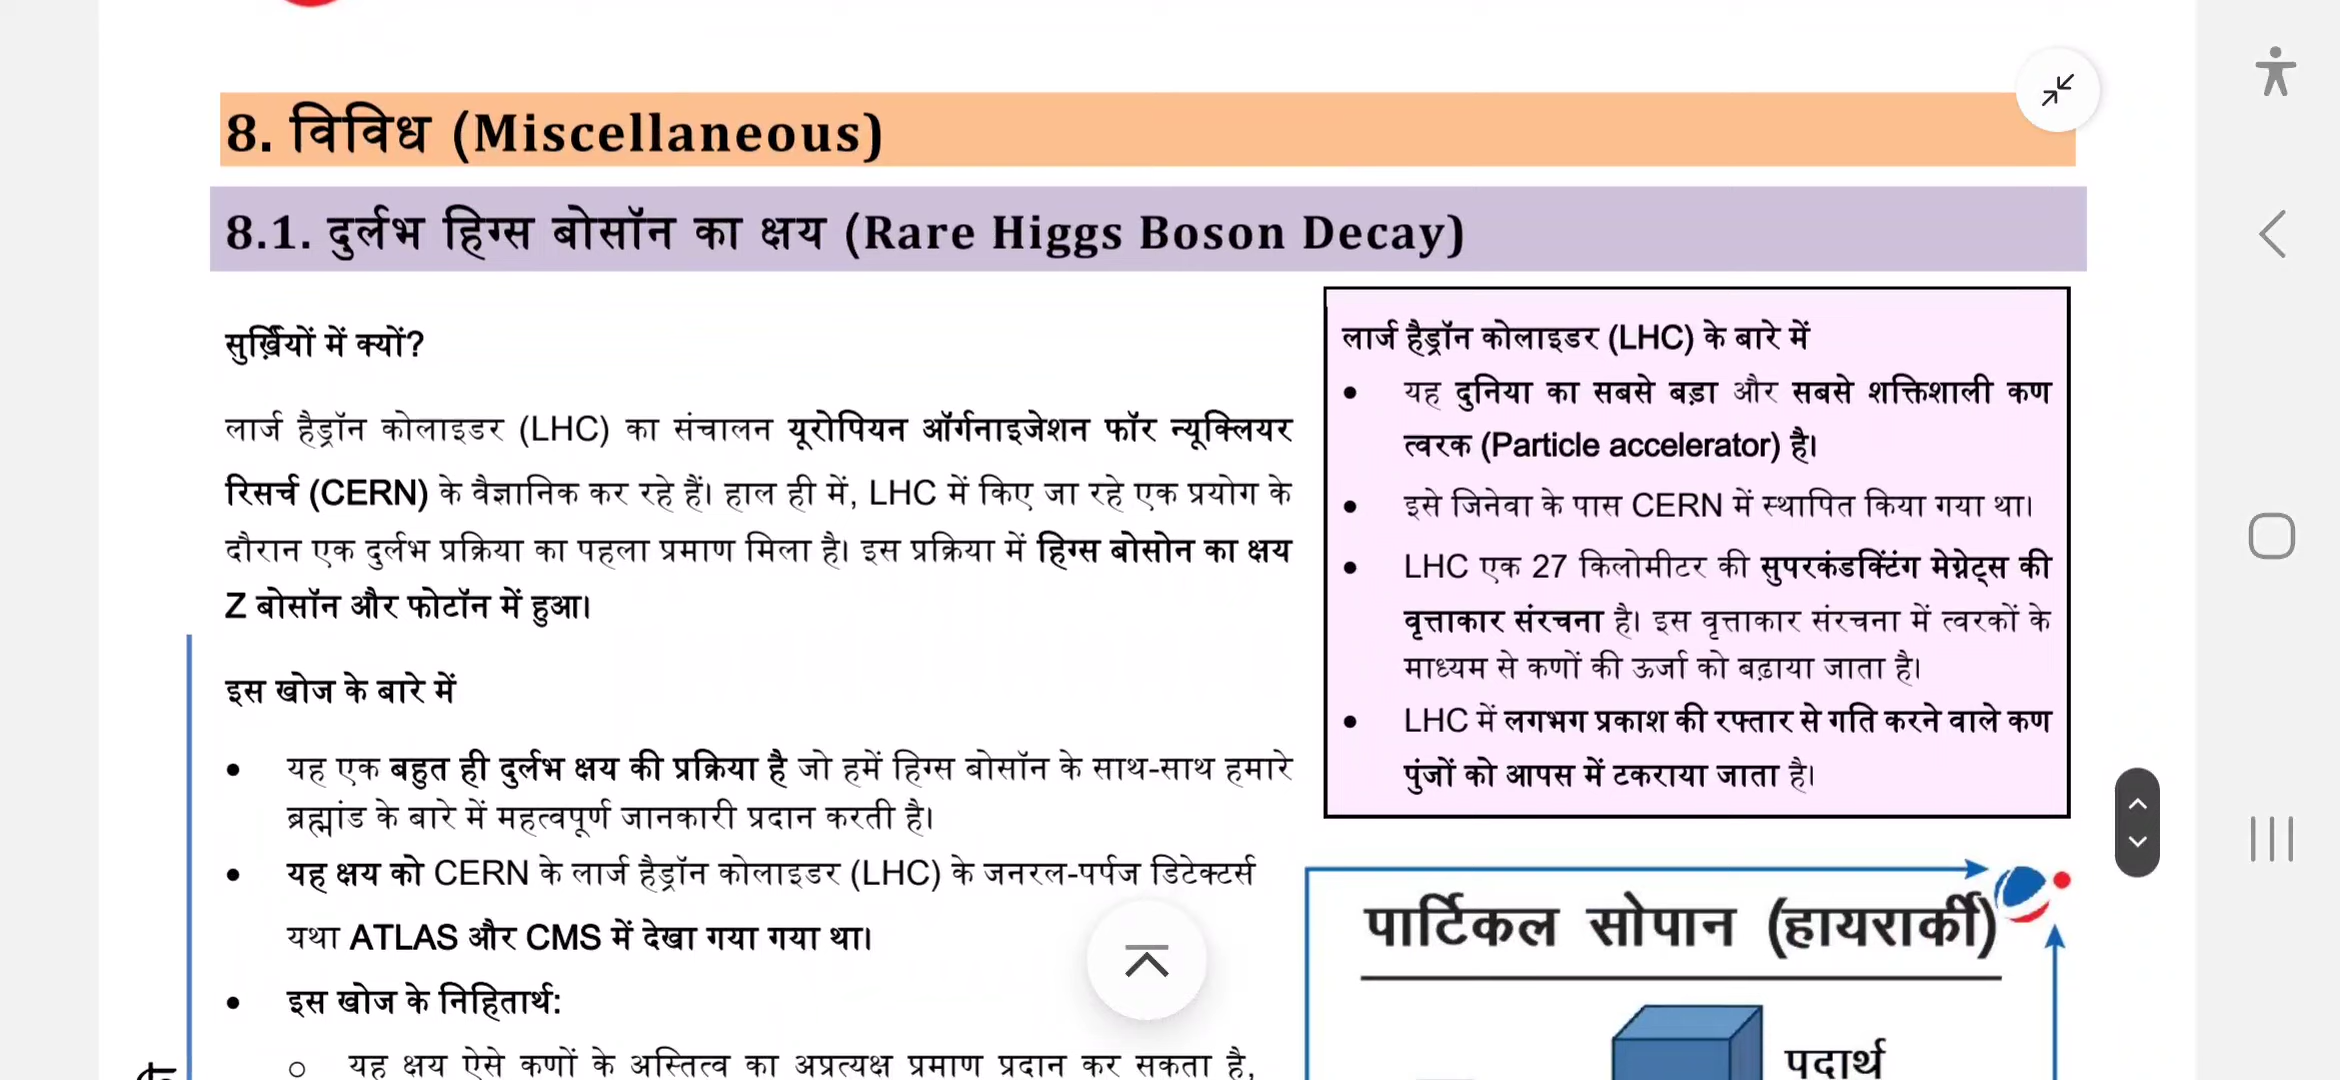 8. विविध (Miscellaneous)
8.1. दुर्लभ हिग्स बोसॉन का क्षय (Rare Higgs Boson Decay)
सुर्ख़ियों में क्यों?
लार्ज हैड्रॉन कोलाइडर (LHC) का संचालन यूरोपियन ऑर्गनाइजेशन फॉर न्यूक्लियर
रिसर्च (CERN) के वैज्ञानिक कर रहे हैं। हाल ही में, LHC में किए जा रहे एक प्रयोग के
दौरान एक दुर्लभ प्रक्रिया का पहला प्रमाण मिला है। इस प्रक्रिया में हिग्स बोसोन का क्षय
Z बोसॉन और फोटॉन में हुआ।
इस खोज के बारे में
• यह एक बहुत ही दुर्लभ क्षय की प्रक्रिया है जो हमें हिग्स बोसॉन के साथ-साथ हमारे
ब्रह्मांड के बारे में महत्वपूर्ण जानकारी प्रदान करती है।
• यह क्षय को CERN के लार्ज हैड्रॉन कोलाइडर (LHC) के जनरल-पर्पज डिटेक्टर्स
यथा ATLAS और CMS में देखा गया गया था।
• इस खोज के निहितार्थ:
○ यह क्षय ऐसे कणों के अस्तित्व का अप्रत्यक्ष प्रमाण प्रदान कर सकता है,
लार्ज हैड्रॉन कोलाइडर (LHC) के बारे में
• यह दुनिया का सबसे बड़ा और सबसे शक्तिशाली कण
त्वरक (Particle accelerator) है।
• इसे जिनेवा के पास CERN में स्थापित किया गया था।
• LHC एक 27 किलोमीटर की सुपरकंडक्टिंग मेग्नेट्स की
वृत्ताकार संरचना है। इस वृत्ताकार संरचना में त्वरकों के
माध्यम से कणों की ऊर्जा को बढ़ाया जाता है।
• LHC में लगभग प्रकाश की रफ्तार से गति करने वाले कण
पुंजों को आपस में टकराया जाता है।
पार्टिकल सोपान (हायरार्की)
पदार्थ